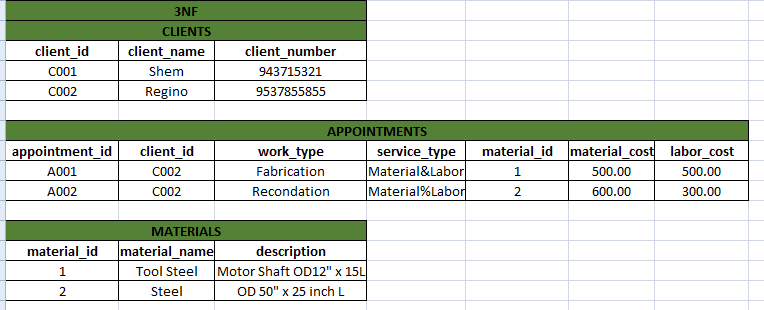 3NF
CLIENTS
client_id client_name client_number
C001 Shem 943715321
C002 Regino 9537855855
APPOINTMENTS
appointment_id client_id work_type service_type material_id material_cost labor_cost
A001 C002 Fabrication Material&Labor 1 500.00 500.00
A002 C002 Recondation Material%Labor 2 600.00 300.00
MATERIALS
material_id material_name description
1 Tool Steel Motor Shaft OD12" x 15L
2 Steel OD 50" x 25 inch L